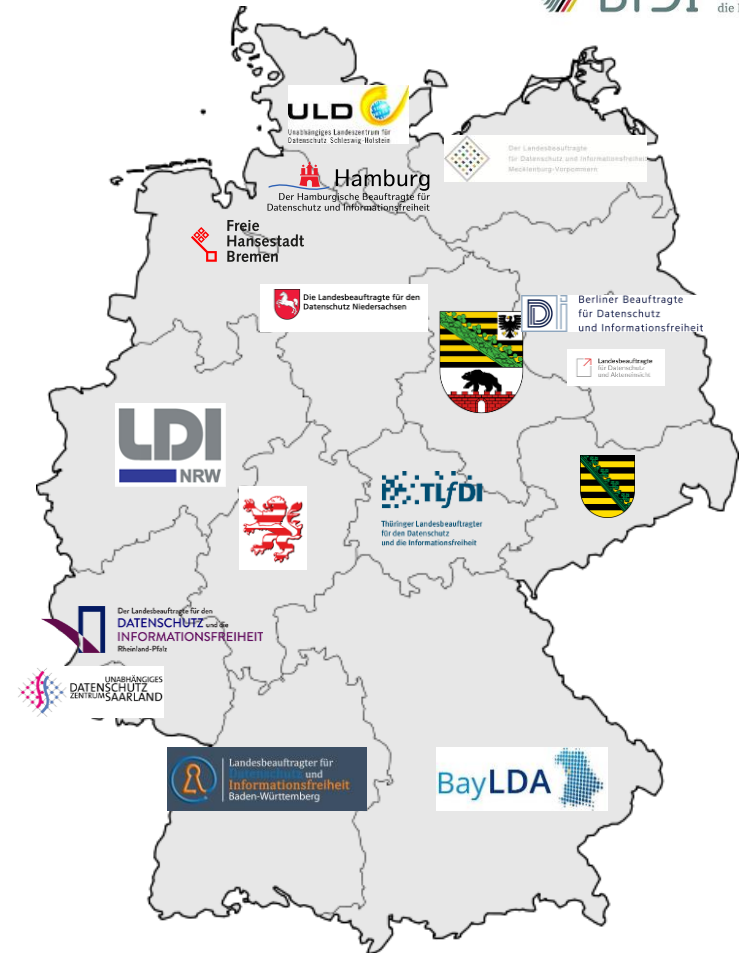 die
ULD
Unabhängiges Landeszentrum für
Datenschutz Schleswig-Holstein
Der Landesbeauftragte
für Datenschutz und Informationsfreiheit
Mecklenburg-Vorpommern
Hamburg
Der Hamburgische Beauftragte für
Datenschutz und Informationsfreiheit
Freie
Hansestadt
Bremen
Die Landesbeauftragte für den
Datenschutz Niedersachsen
Di
Berliner Beauftragte
für Datenschutz
und Informationsfreiheit
Landesbeauftragte
für Datenschutz
und Akteneinsicht
LDI
NRW
TLfDI
Thüringer Landesbeauftragter
für den Datenschutz
und die Informationsfreiheit
Der Landesbeauftragte für den
DATENSCHUTZ und die
INFORMATIONSFREIHEIT
Rheinland-Pfalz
UNABHÄNGIGES
DATENSCHUTZ
ZENTRUM SAARLAND
Landesbeauftragter für
Datenschutz und
Informationsfreiheit
Baden-Württemberg
BayLDA